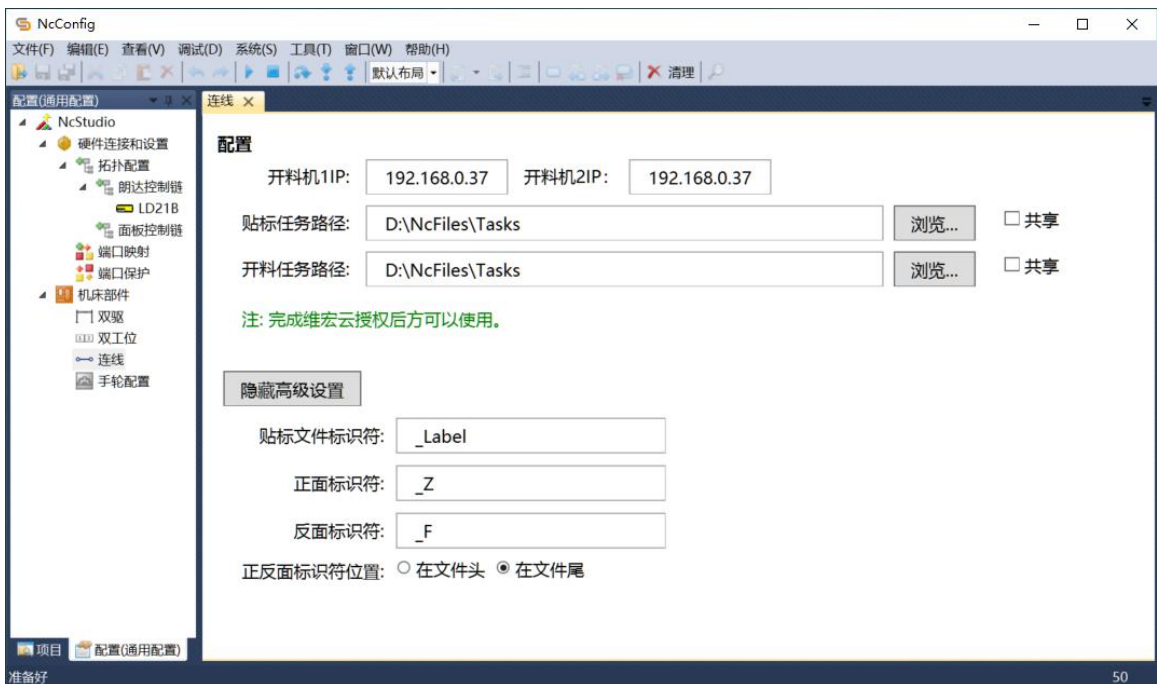 NcConfig
文件(F) 编辑(E) 查看(V) 调试(D) 系统(S) 工具(T) 窗口(W) 帮助(H)
默认布局 清理
配置(通用配置)
NcStudio
硬件连接和设置
拓扑配置
朗达控制链
LD21B
面板控制链
端口映射
端口保护
机床部件
双驱
双工位
连线
手轮配置
项目 配置(通用配置)
连线
配置
开料机1IP: 192.168.0.37 开料机2IP: 192.168.0.37
贴标任务路径: D:\NcFiles\Tasks 浏览... 共享
开料任务路径: D:\NcFiles\Tasks 浏览... 共享
注: 完成维宏云授权后方可以使用。
隐藏高级设置
贴标文件标识符: _Label
正面标识符: _Z
反面标识符: _F
正反面标识符位置: 在文件头 在文件尾
准备好 50